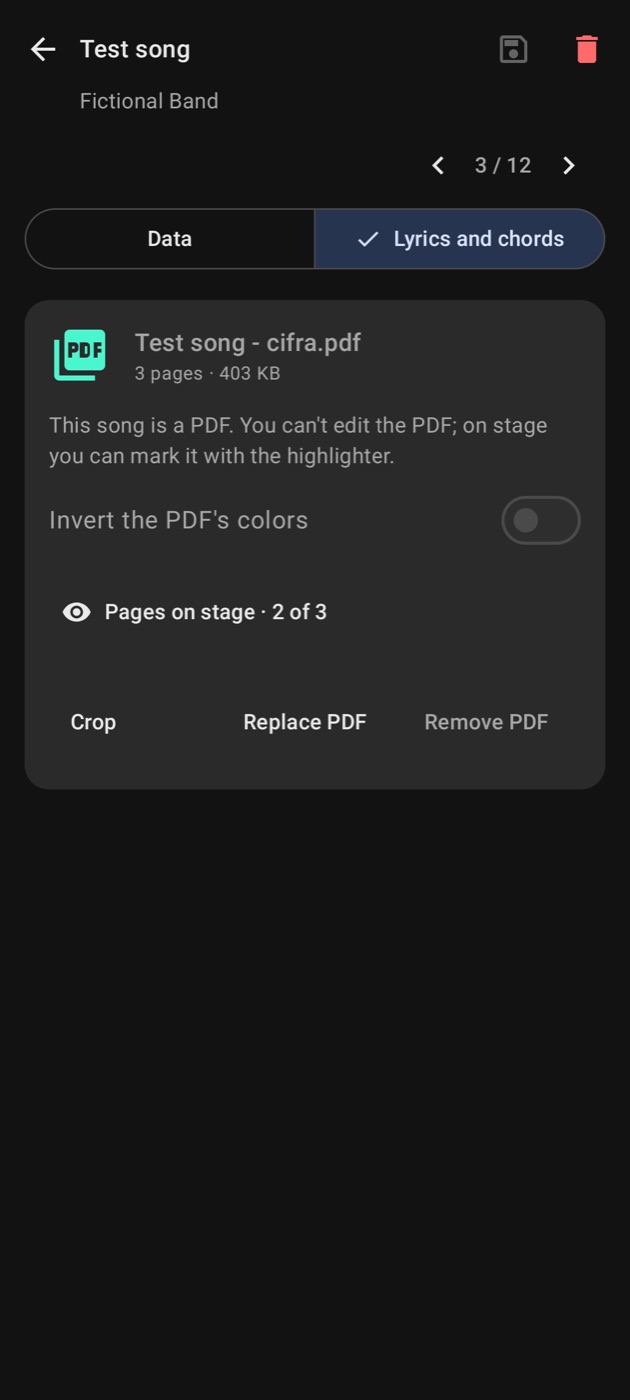 Test song
Fictional Band
3 / 12
Data
Lyrics and chords
PDF
Test song - cifra.pdf
3 pages · 403 KB
This song is a PDF. You can't edit the PDF; on stage
you can mark it with the highlighter.
Invert the PDF's colors
Pages on stage · 2 of 3
Crop
Replace PDF
Remove PDF